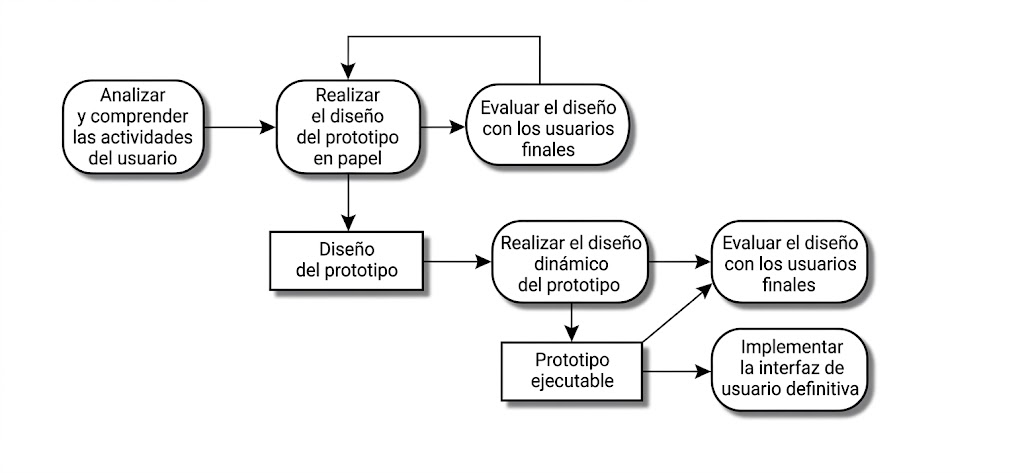 Analizar
y comprender
las actividades
del usuario
Realizar
el diseño
del prototipo
en papel
Evaluar el diseño
con los usuarios
finales
Diseño
del prototipo
Realizar el diseño
dinámico
del prototipo
Evaluar el diseño
con los usuarios
finales
Prototipo
ejecutable
Implementar
la interfaz de
usuario definitiva